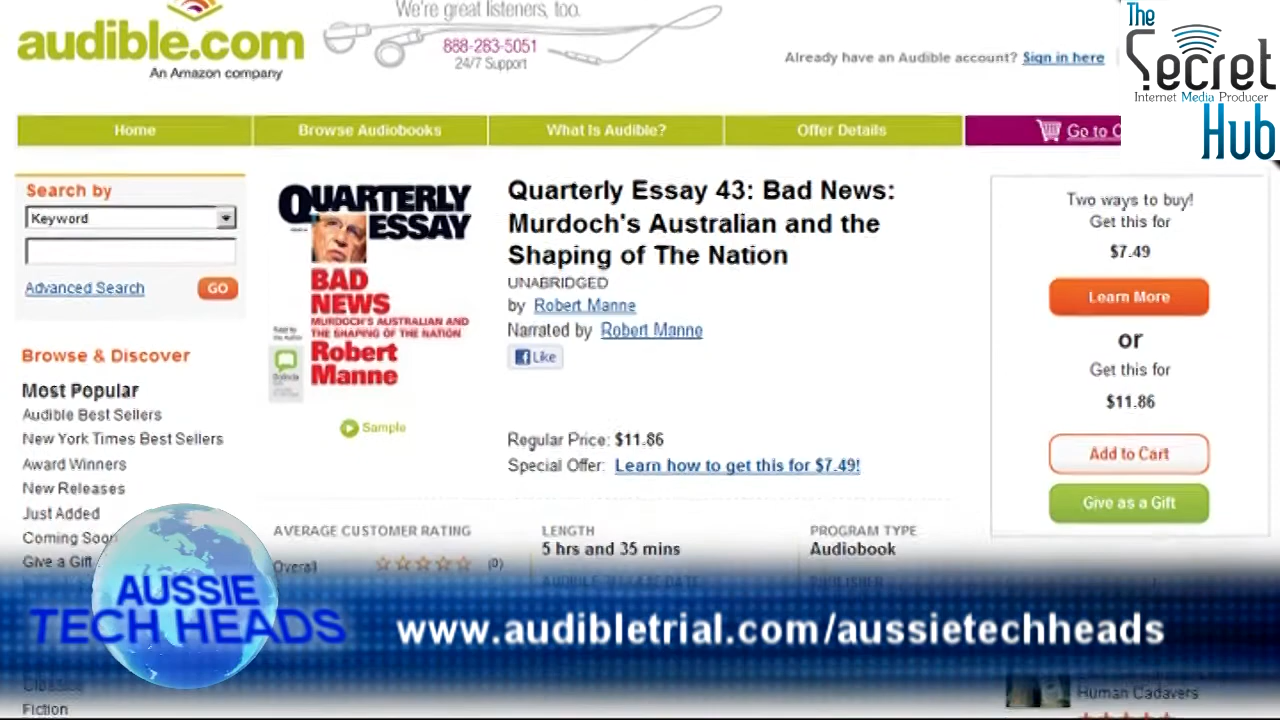 audible.com
An Amazon company
We're great listeners, too.
888-283-5051
24/7 Support
Already have an Audible account? Sign in here
The
Secret
Internet Media Producer
Hub
Home
Browse Audiobooks
What Is Audible?
Offer Details
Go to C
Search by
Keyword
Advanced Search
GO
Browse & Discover
Most Popular
Audible Best Sellers
New York Times Best Sellers
Award Winners
New Releases
Just Added
Coming Soon
Give a Gift
QUARTERLY
ESSAY
BAD
NEWS
MURDOCH'S AUSTRALIAN AND
THE SHAPING OF THE NATION
Robert
Manne
Sample
Quarterly Essay 43: Bad News:
Murdoch's Australian and the
Shaping of The Nation
UNABRIDGED
by Robert Manne
Narrated by Robert Manne
Like
Regular Price: $11.86
Special Offer: Learn how to get this for $7.49!
Two ways to buy!
Get this for
$7.49
Learn More
or
Get this for
$11.86
Add to Cart
Give as a Gift
AVERAGE CUSTOMER RATING
Overall
(0)
LENGTH
5 hrs and 35 mins
PROGRAM TYPE
Audiobook
AUSSIE
TECH HEADS
www.audibletrial.com/aussietechheads
Classics
Fiction
Human Cadavers